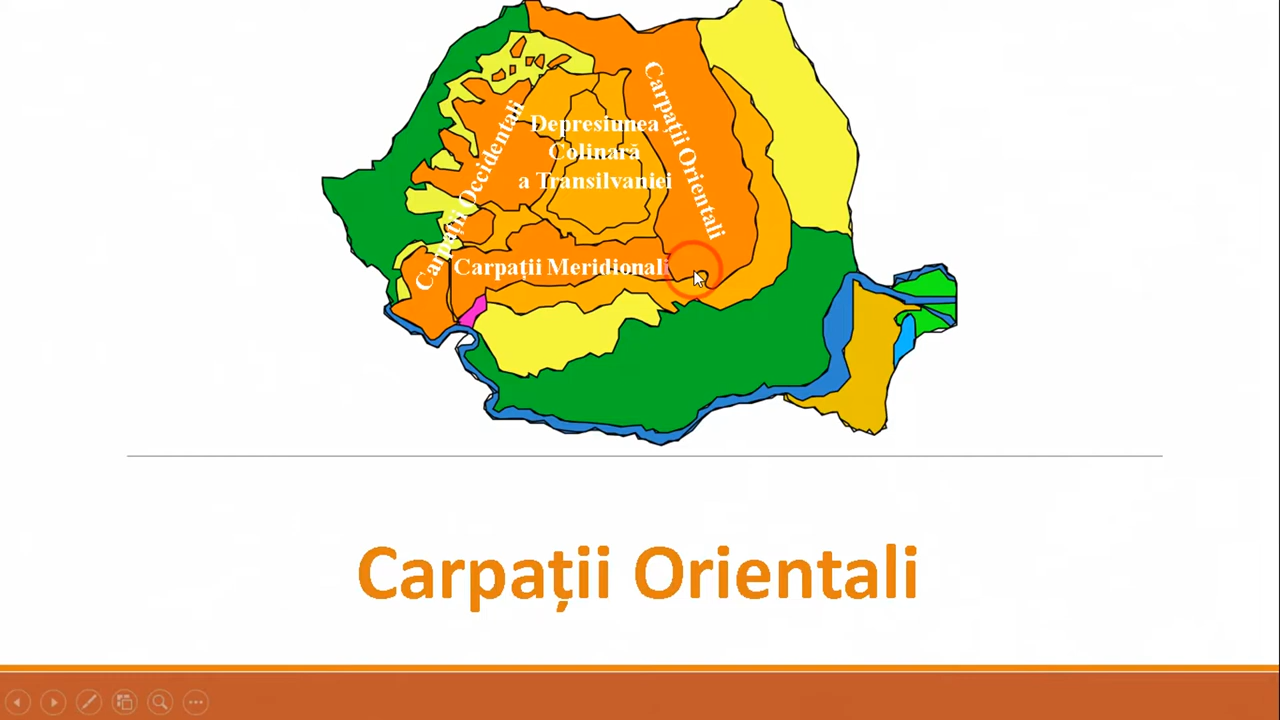 Carpații Orientali
Depresiunea
Colinară
a Transilvaniei
Carpații Occidentali
Carpații Meridionali
Carpații Orientali